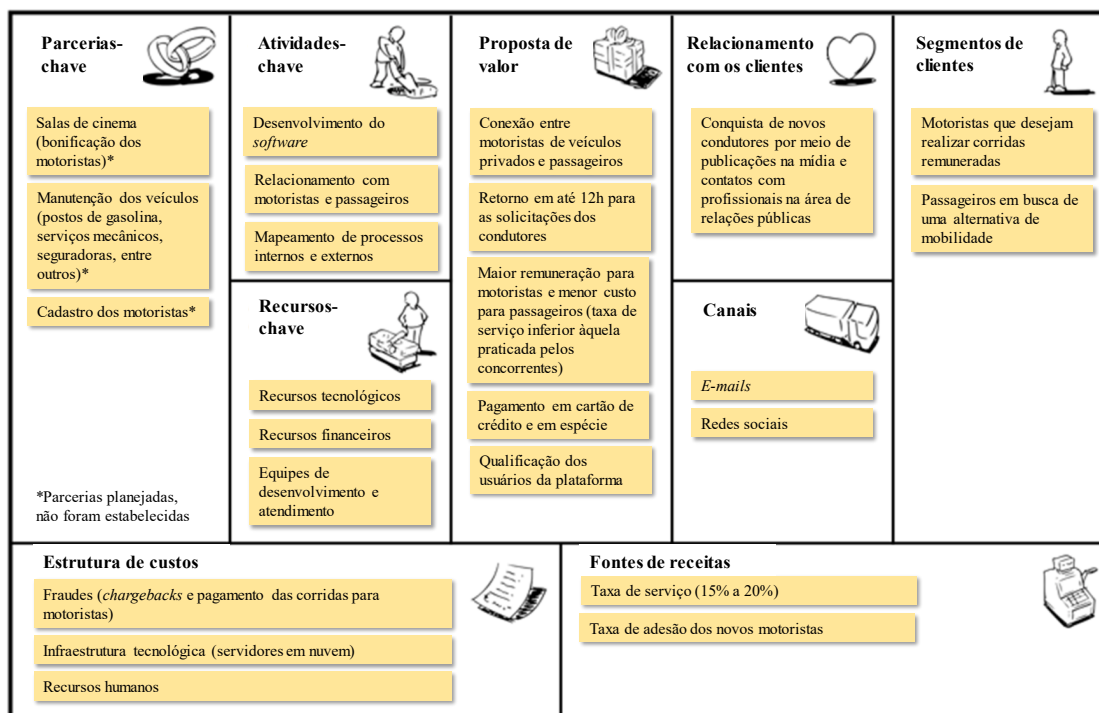 Parcerias-
chave
Salas de cinema
(bonificação dos
motoristas)*
Manutenção dos veículos
(postos de gasolina,
serviços mecânicos,
seguradoras, entre
outros)*
Cadastro dos motoristas*
*Parcerias planejadas,
não foram estabelecidas
Atividades-
chave
Desenvolvimento do
software
Relacionamento com
motoristas e passageiros
Mapeamento de processos
internos e externos
Recursos-
chave
Recursos tecnológicos
Recursos financeiros
Equipes de
desenvolvimento e
atendimento
Proposta de
valor
Conexão entre
motoristas de veículos
privados e passageiros
Retorno em até 12h para
as solicitações dos
condutores
Maior remuneração para
motoristas e menor custo
para passageiros (taxa de
serviço inferior àquela
praticada pelos
concorrentes)
Pagamento em cartão de
crédito e em espécie
Qualificação dos
usuários da plataforma
Relacionamento
com os clientes
Conquista de novos
condutores por meio de
publicações na mídia e
contatos com
profissionais na área de
relações públicas
Canais
E-mails
Redes sociais
Segmentos de
clientes
Motoristas que desejam
realizar corridas
remuneradas
Passageiros em busca de
uma alternativa de
mobilidade
Estrutura de custos
Fraudes (chargebacks e pagamento das corridas para
motoristas)
Infraestrutura tecnológica (servidores em nuvem)
Recursos humanos
Fontes de receitas
Taxa de serviço (15% a 20%)
Taxa de adesão dos novos motoristas